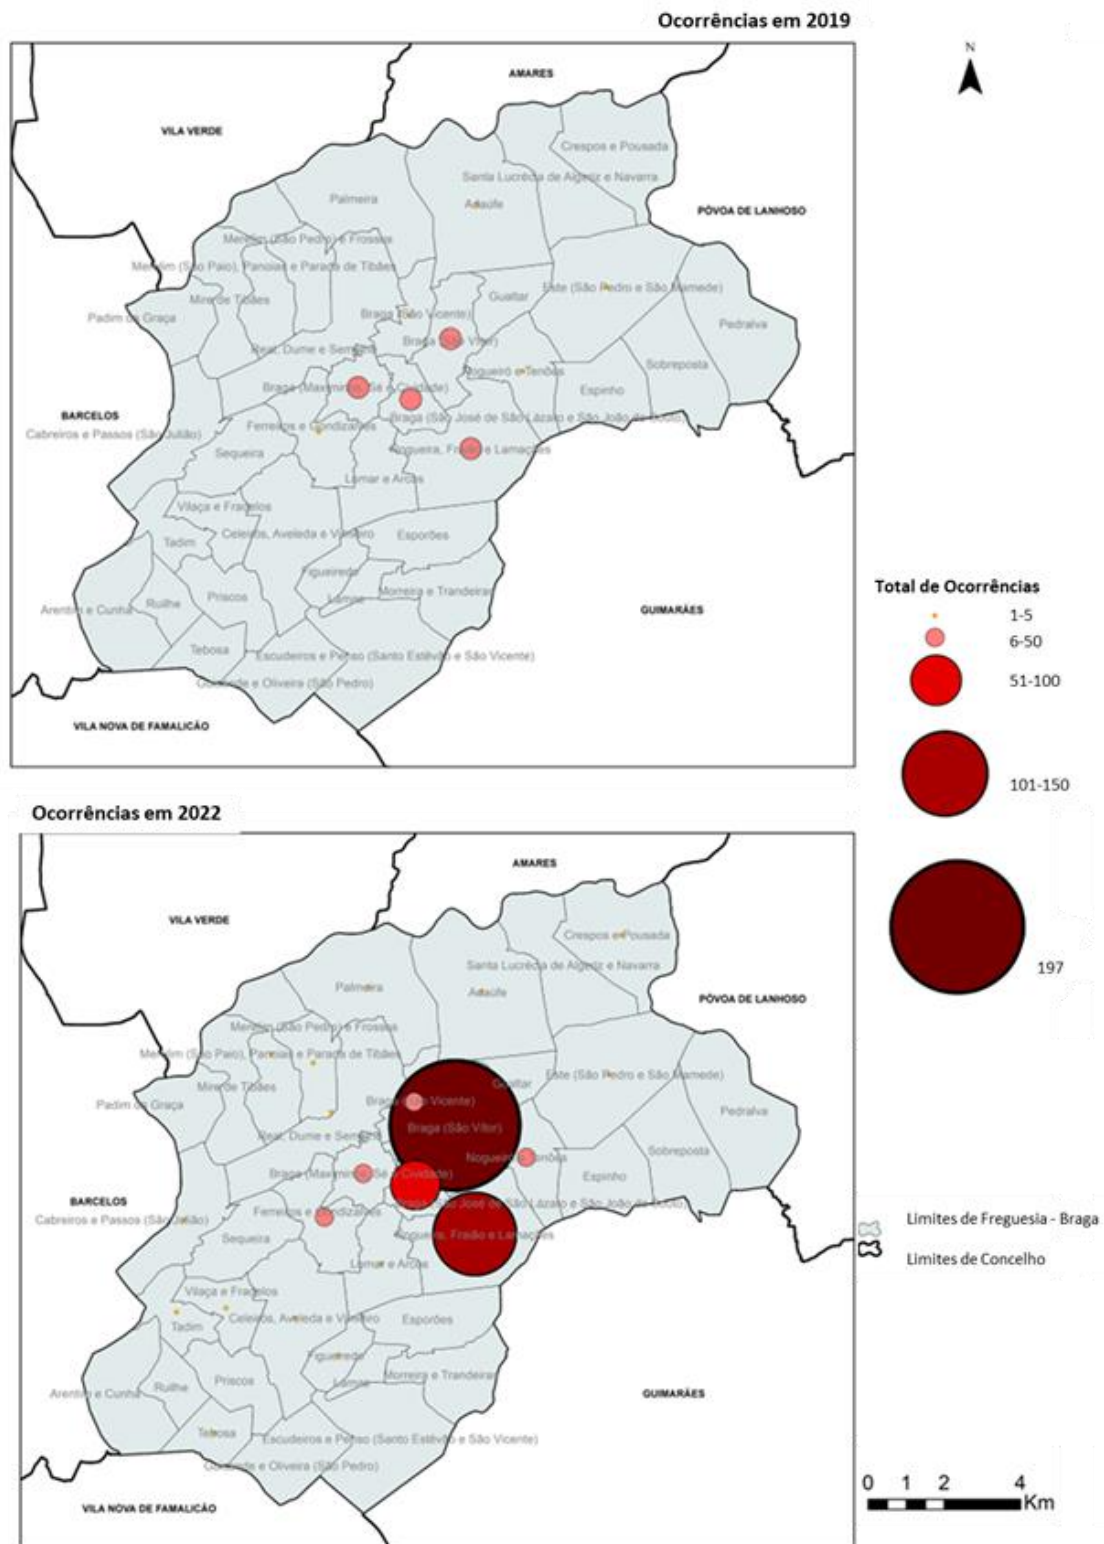 Ocorrências em 2019
N
AMARES
VILA VERDE
Crespos e Pousada
Santa Lucrécia de Algeriz e Navarra
Palmeira
Adaúfe
PÓVOA DE LANHOSO
Merelim (São Pedro) e Frossos
Merelim (São Paio), Panoias e Parada de Tibães
Este (São Pedro e São Mamede)
Mire de Tibães
Gualtar
Padim da Graça
Braga (São Vicente)
Pedralva
Braga (São Vítor)
Real, Dume e Semelhe
Sobreposta
Nogueiró e Tenões
Braga (Maximinos, Sé e Cividade)
Espinho
BARCELOS
Braga (São José de São Lázaro e São João do Souto)
Cabreiros e Passos (São Julião)
Ferreiros e Gondizalves
Sequeira
Nogueira, Fraião e Lamaçães
Lomar e Arcos
Vilaça e Fradelos
Celeirós, Aveleda e Vimieiro
Esporões
Tadim
Figueiredo
Morreira e Trandeiras
Priscos
Lamas
Ruilhe
Arentim e Cunha
GUIMARÃES
Tebosa
Escudeiros e Penso (Santo Estêvão e São Vicente)
Guisande e Oliveira (São Pedro)
VILA NOVA DE FAMALICÃO
Total de Ocorrências
1-5
6-50
51-100
101-150
197
Ocorrências em 2022
AMARES
VILA VERDE
Crespos e Pousada
Santa Lucrécia de Algeriz e Navarra
Palmeira
Adaúfe
PÓVOA DE LANHOSO
Merelim (São Pedro) e Frossos
Merelim (São Paio), Panoias e Parada de Tibães
Este (São Pedro e São Mamede)
Mire de Tibães
Gualtar
Padim da Graça
Braga (São Vicente)
Pedralva
Braga (São Vítor)
Real, Dume e Semelhe
Sobreposta
Nogueiró e Tenões
Braga (Maximinos, Sé e Cividade)
Espinho
BARCELOS
Braga (São José de São Lázaro e São João do Souto)
Cabreiros e Passos (São Julião)
Ferreiros e Gondizalves
Sequeira
Nogueira, Fraião e Lamaçães
Lomar e Arcos
Vilaça e Fradelos
Celeirós, Aveleda e Vimieiro
Esporões
Tadim
Figueiredo
Morreira e Trandeiras
Priscos
Lamas
Ruilhe
Arentim e Cunha
GUIMARÃES
Tebosa
Escudeiros e Penso (Santo Estêvão e São Vicente)
Guisande e Oliveira (São Pedro)
VILA NOVA DE FAMALICÃO
Limites de Freguesia - Braga
Limites de Concelho
0 1 2 4
Km